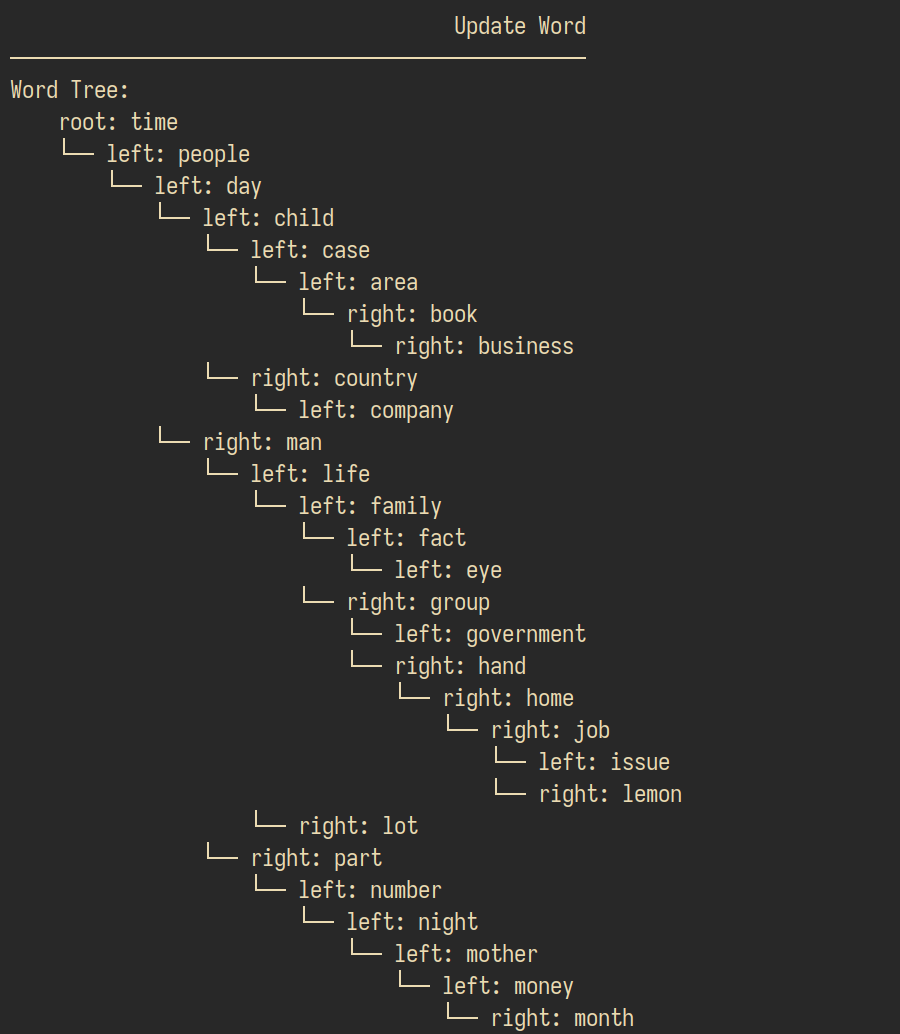 Update Word
Word Tree:
root: time
└── left: people
└── left: day
└── left: child
└── left: case
└── left: area
└── right: book
└── right: business
└── right: country
└── left: company
└── right: man
└── left: life
└── left: family
└── left: fact
└── left: eye
└── right: group
└── left: government
└── right: hand
└── right: home
└── right: job
└── left: issue
└── right: lemon
└── right: lot
└── right: part
└── left: number
└── left: night
└── left: mother
└── left: money
└── right: month